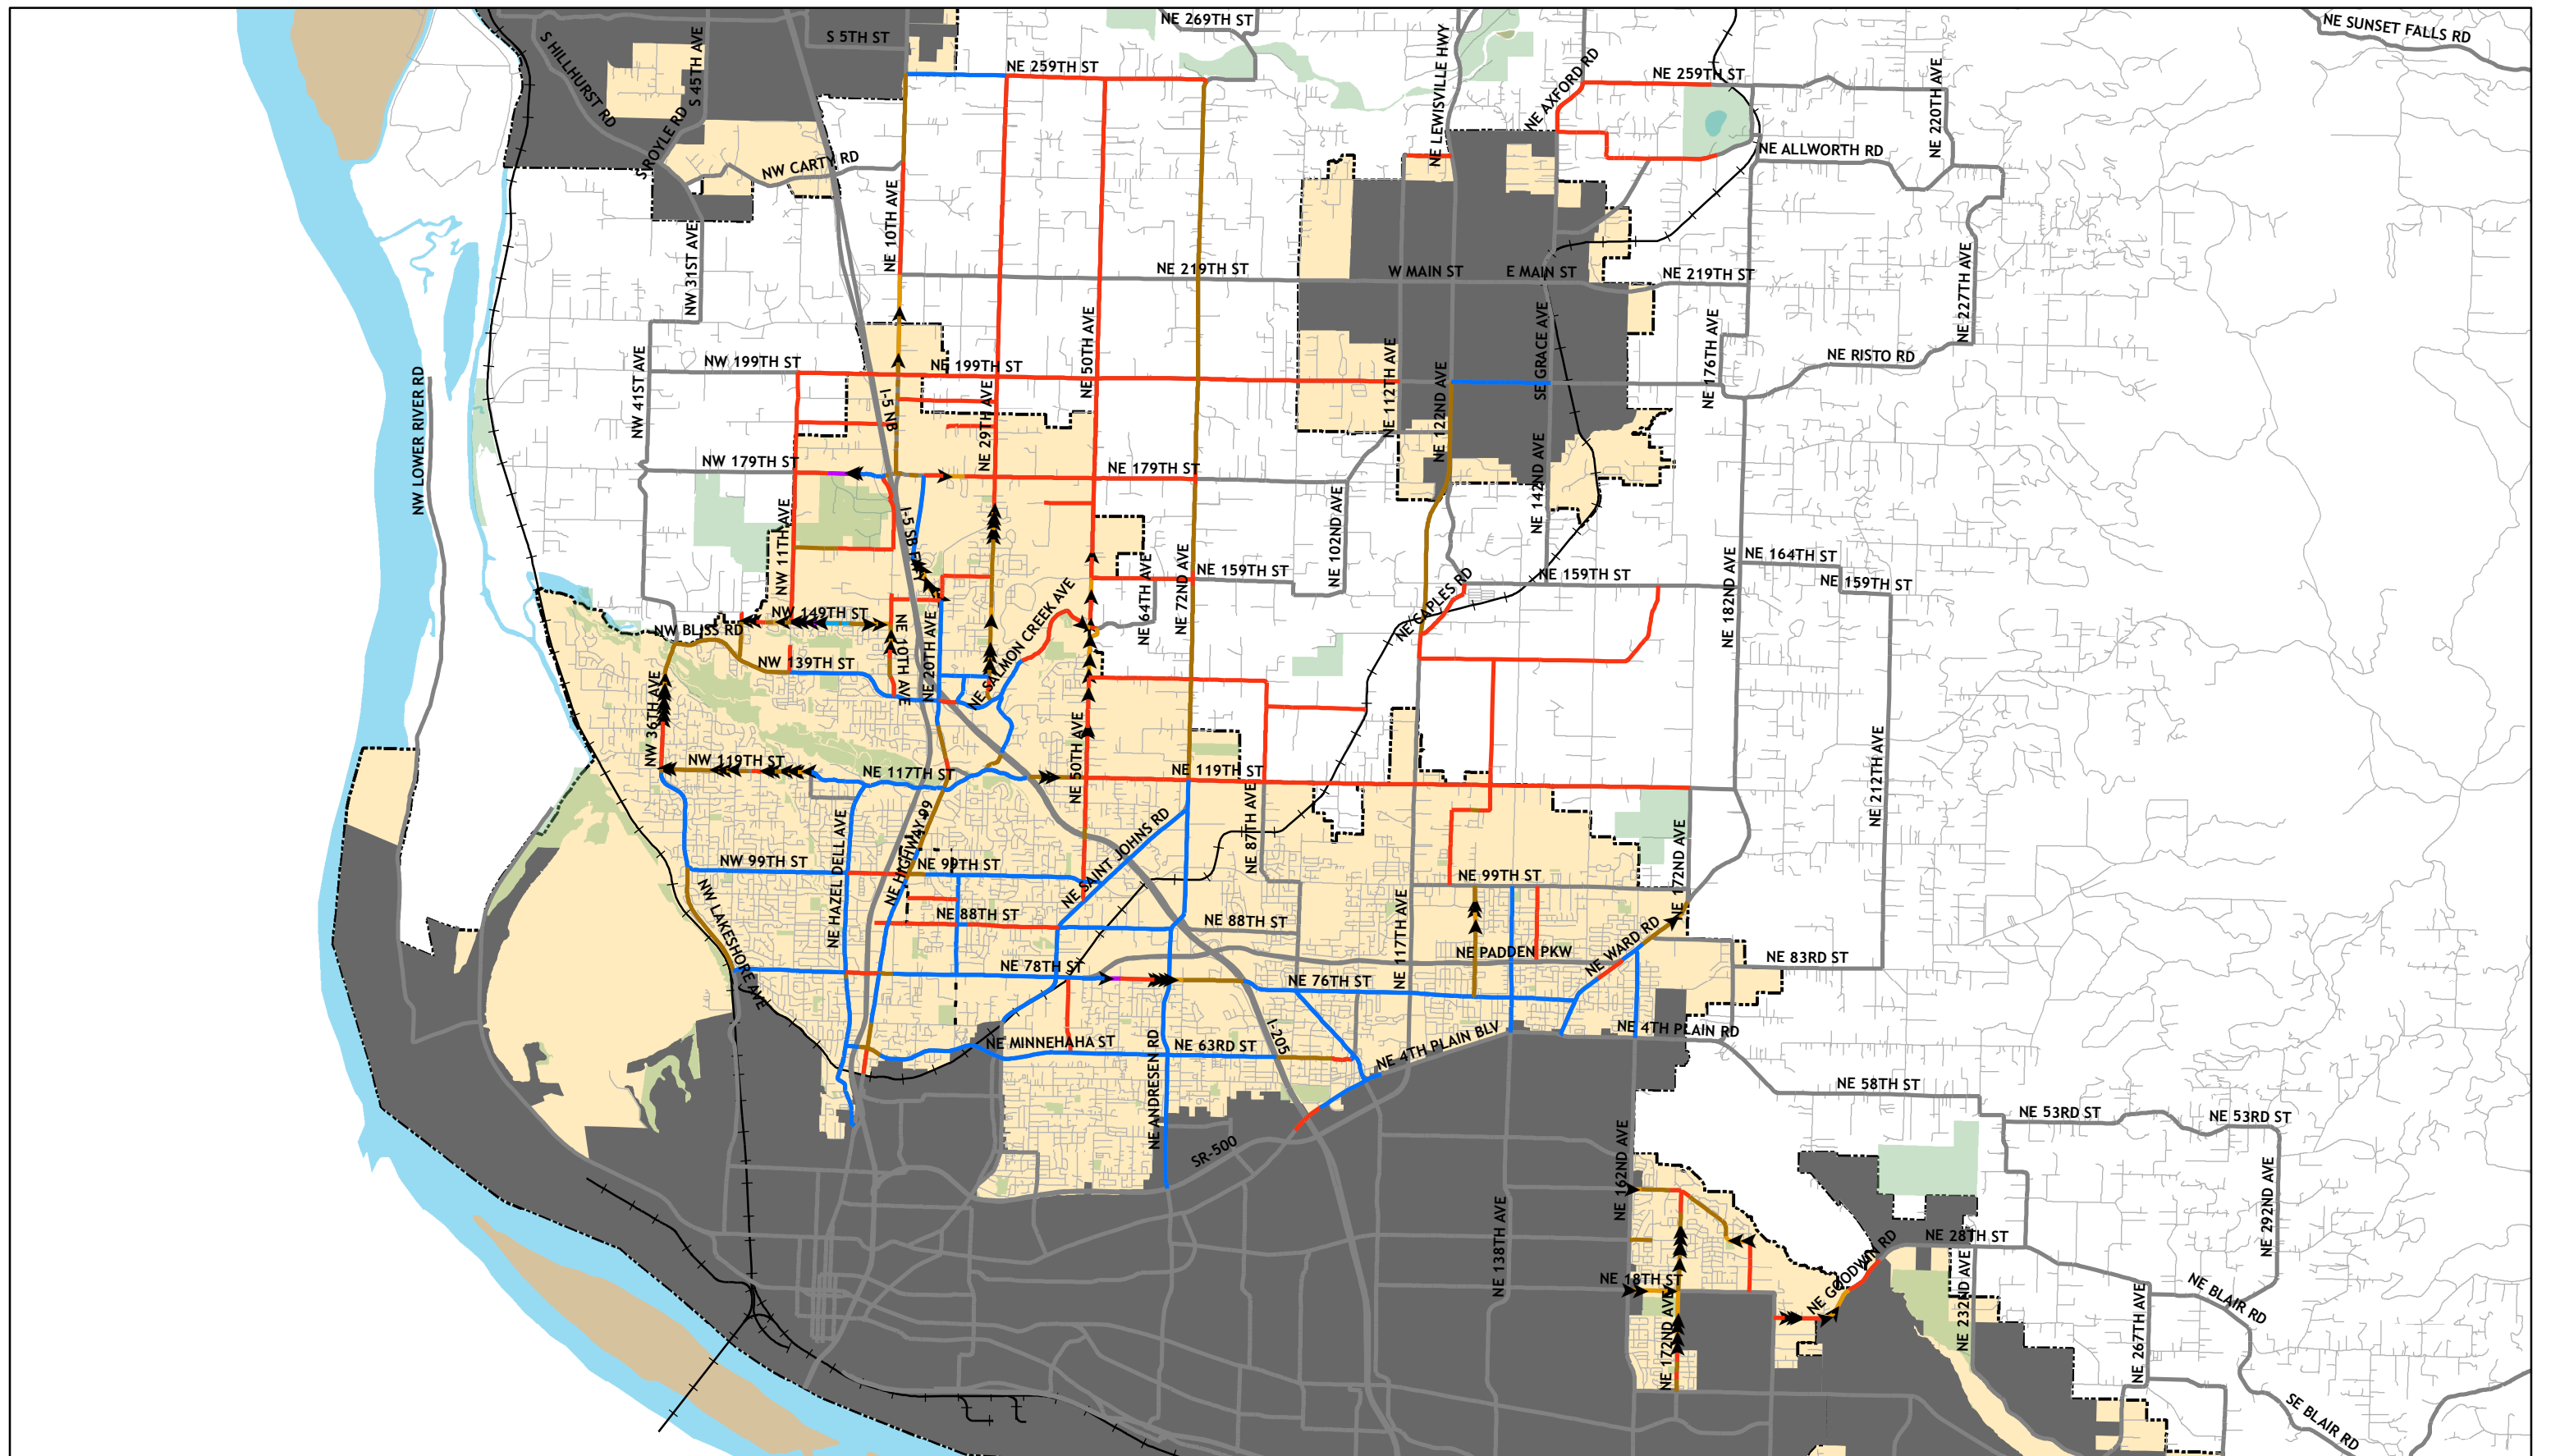 NE 269TH ST
NE SUNSET FALLS RD
S HILLHURST RD
S 45TH AVE
S 5TH ST
NE LEWISVILLE HWY
NE 259TH ST
NE AXFORD RD
NE 259TH ST
NE 220TH AVE
S ROYLE RD
NW CARTY RD
NE ALLWORTH RD
NE 10TH AVE
NW 31ST AVE
NE 219TH ST
W MAIN ST
E MAIN ST
NE 219TH ST
NE 227TH AVE
NW 41ST AVE
NW 199TH ST
NE 199TH ST
NE 50TH AVE
NE 112TH AVE
NE 122ND AVE
SE GRACE AVE
NE 176TH AVE
NE RISTO RD
NW LOWER RIVER RD
I-5 NB
NE 29TH AVE
NW 179TH ST
NE 179TH ST
NE 142ND AVE
NE 102ND AVE
NW 11TH AVE
I-5 SB
NE 64TH AVE
NE 72ND AVE
NE 159TH ST
NE 159TH ST
NE 182ND AVE
NE 164TH ST
NE 159TH ST
NW BLISS RD
NW 149TH ST
NE 10TH AVE
NE 20TH AVE
NE SALMON CREEK AVE
NE CAPLES RD
NW 139TH ST
NW 36TH AVE
NW 119TH ST
NE 117TH ST
NE 50TH AVE
NE 119TH ST
NE 212TH AVE
NE HAZEL DELL AVE
NE HIGHWAY 99
NE SAINT JOHNS RD
NE 87TH AVE
NE 172ND AVE
NW 99TH ST
NE 99TH ST
NE 99TH ST
NW LAKESHORE AVE
NE 88TH ST
NE 88TH ST
NE 117TH AVE
NE PADDEN PKW
NE WARD RD
NE 78TH ST
NE 76TH ST
NE 83RD ST
NE MINNEHAHA ST
NE ANDRESEN RD
NE 63RD ST
I-205
NE 4TH PLAIN BLV
NE 4TH PLAIN RD
NE 58TH ST
SR-500
NE 53RD ST
NE 53RD ST
NE 162ND AVE
NE 138TH AVE
NE 292ND AVE
NE 28TH ST
NE 18TH ST
NE GOODWIN RD
NE 172ND AVE
NE 232ND AVE
NE 267TH AVE
NE BLAIR RD
SE BLAIR RD